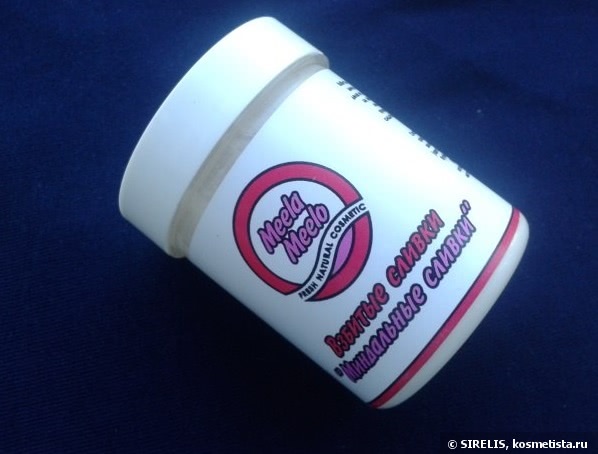 Meela
Meelo
FRESH NATURAL COSMETIC
Взбитые сливки
"Миндальные сливки"
© SIRELIS, kosmetista.ru